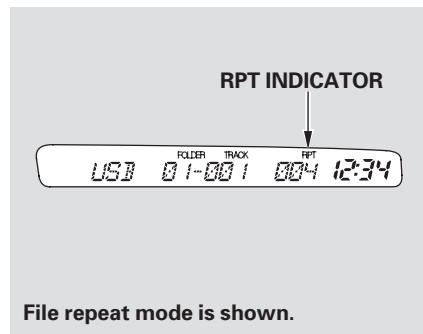 RPT INDICATOR
FOLDER TRACK RPT
USB 01-001 004 12:34
File repeat mode is shown.